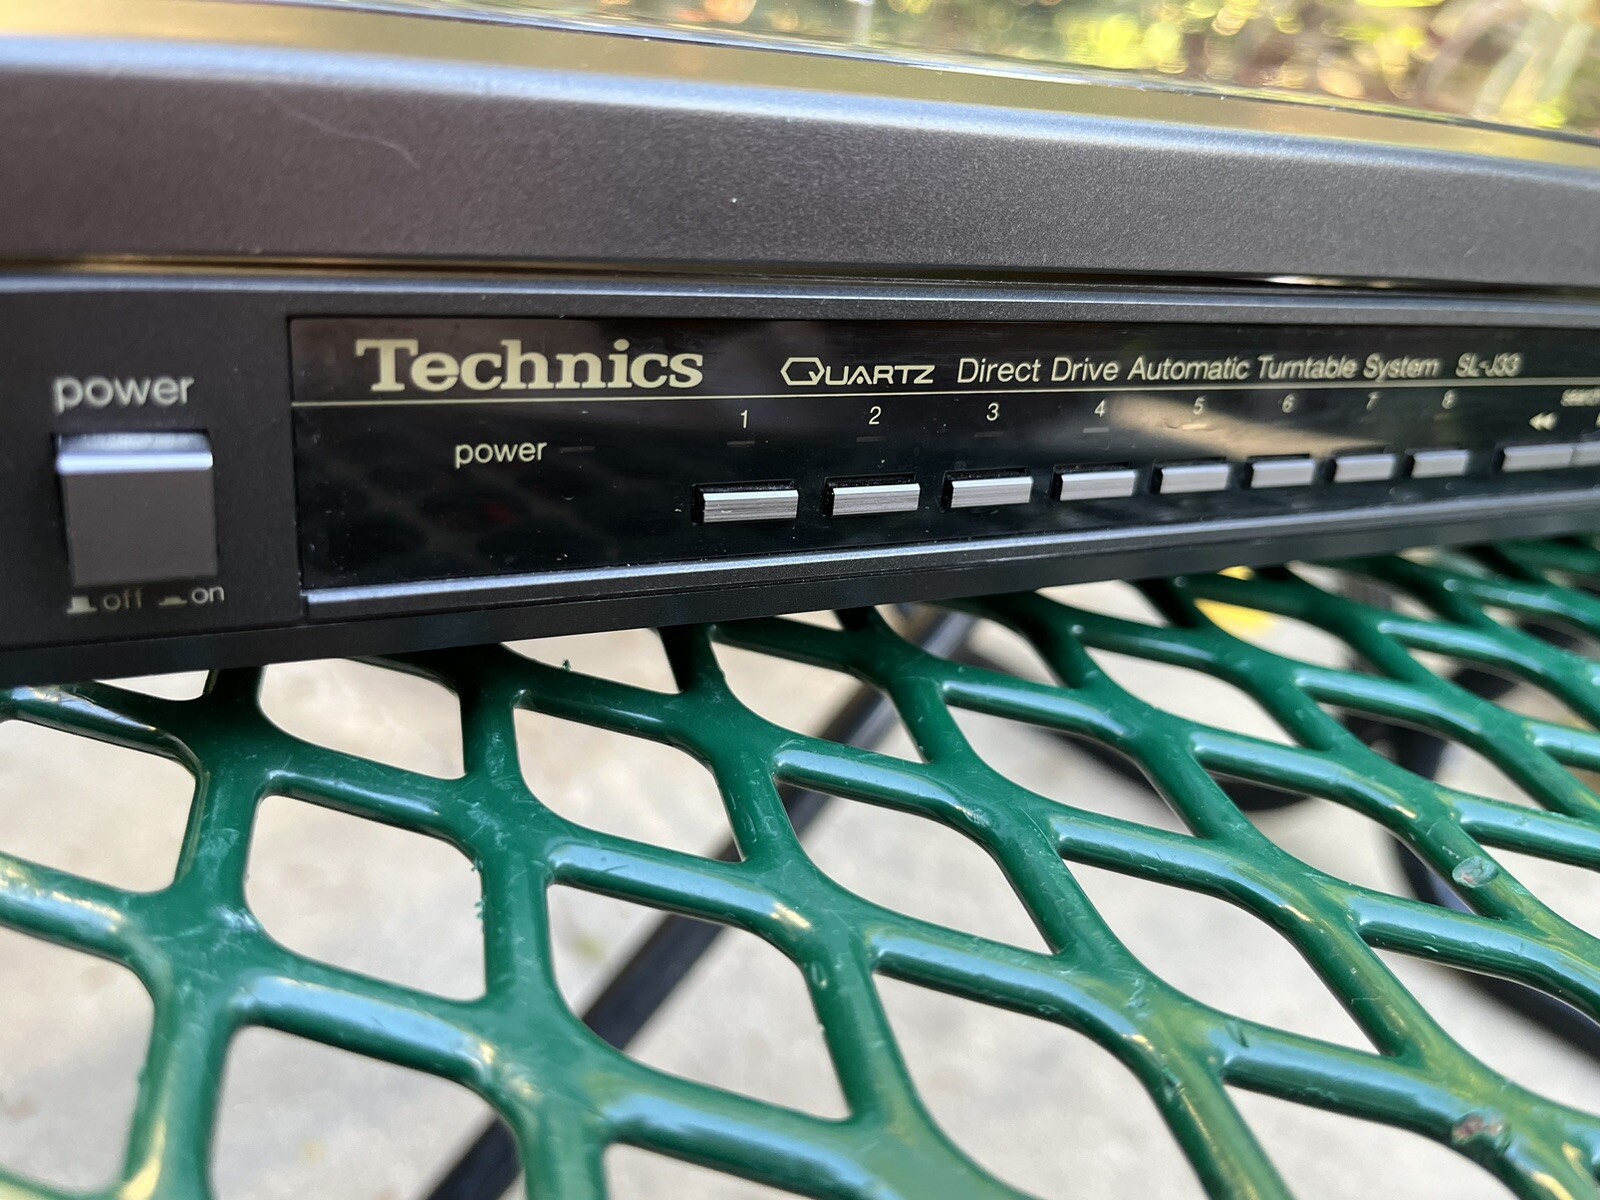 Technics QUARTZ Direct Drive Automatic Turntable System SL-J33
power
1 2 3 4 5 6 7 8
power
off on